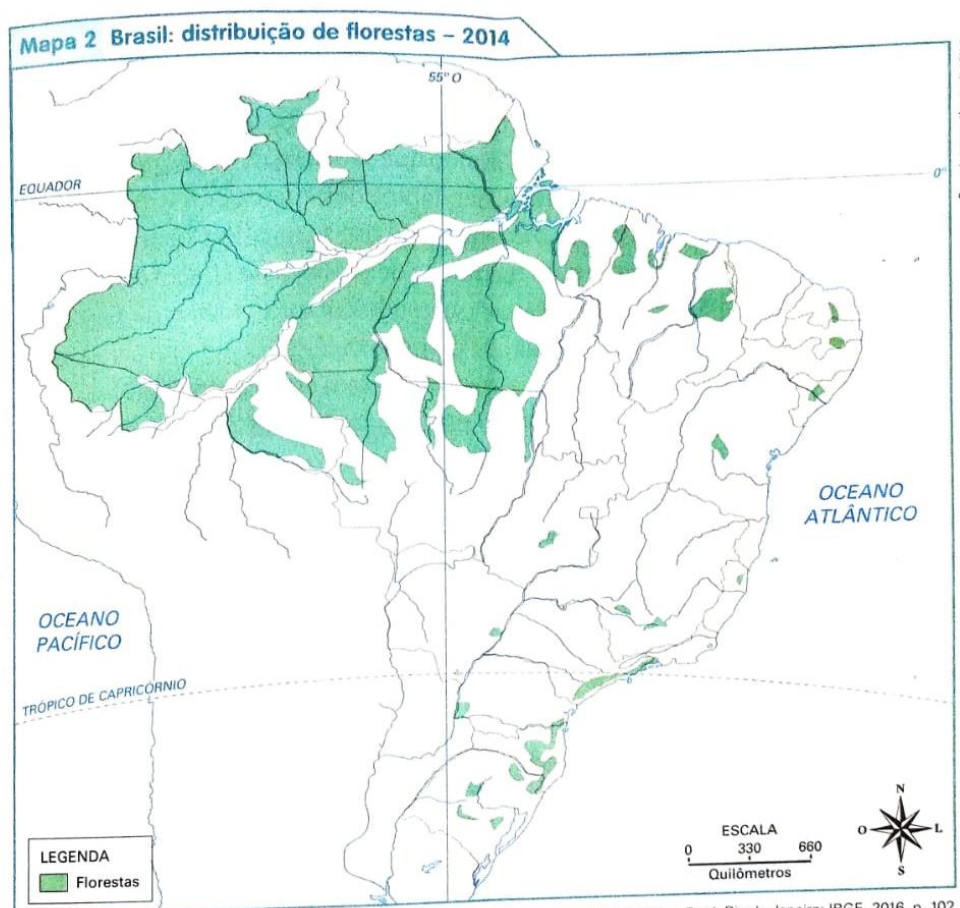 Mapa 2 Brasil: distribuição de florestas – 2014
55° O
EQUADOR
0°
OCEANO
ATLÂNTICO
OCEANO
PACÍFICO
TRÓPICO DE CAPRICÓRNIO
N
O
L
S
ESCALA
0 330 660
Quilômetros
LEGENDA
Florestas
Janeiro: IBGE, 2016. p. 102